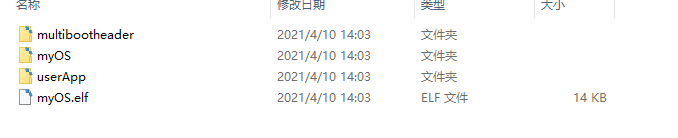 名称 修改日期 类型 大小
multibootheader 2021/4/10 14:03 文件夹
myOS 2021/4/10 14:03 文件夹
userApp 2021/4/10 14:03 文件夹
myOS.elf 2021/4/10 14:03 ELF 文件 14 KB